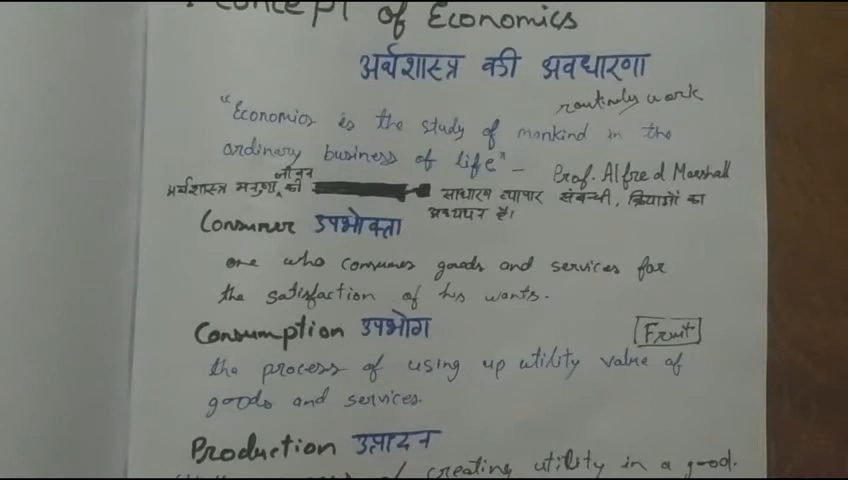 Concept of Economics
अर्थशास्त्र की अवधारणा
routinely work
"Economics is the study of mankind in the
ordinary business of life" - Prof. Alfred Marshall
जीवन
अर्थशास्त्र की साधारण व्यापार संबन्धी, क्रियाओं का
अध्ययन है।
Consumer उपभोक्ता
one who consumes goods and services for
the satisfaction of his wants.
Consumption उपभोग
Fruit
the process of using up utility value of
goods and services.
Production उत्पादन
of creating utility in a good.